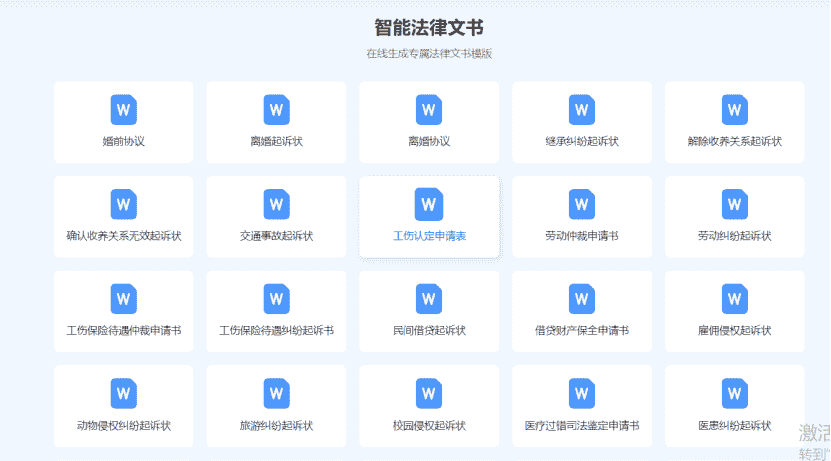 智能法律文书
在线生成专属法律文书模版
W W W W W
婚前协议 离婚起诉状 离婚协议 继承纠纷起诉状 解除收养关系起诉状
W W W W W
确认收养关系无效起诉状 交通事故起诉状 工伤认定申请表 劳动仲裁申请书 劳动纠纷起诉状
W W W W W
工伤保险待遇仲裁申请书 工伤保险待遇纠纷起诉书 民间借贷起诉状 借贷财产保全申请书 雇佣侵权起诉状
W W W W W
动物侵权纠纷起诉状 旅游纠纷起诉状 校园侵权起诉状 医疗过错司法鉴定申请书 医患纠纷起诉状
激活
转到"